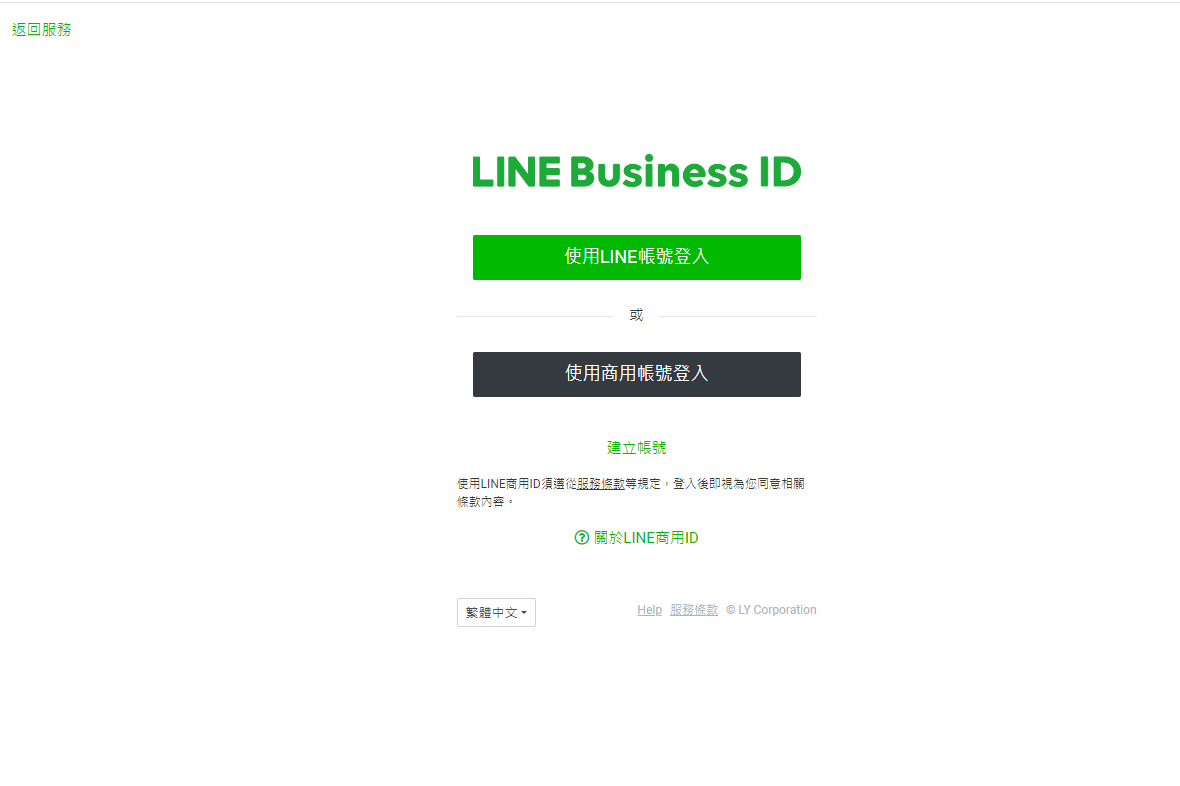 返回服務
LINE Business ID
使用LINE帳號登入
或
使用商用帳號登入
建立帳號
使用LINE商用ID須遵從服務條款等規定，登入後即視為您同意相關
條款內容。
關於LINE商用ID
繁體中文
Help 服務條款 © LY Corporation